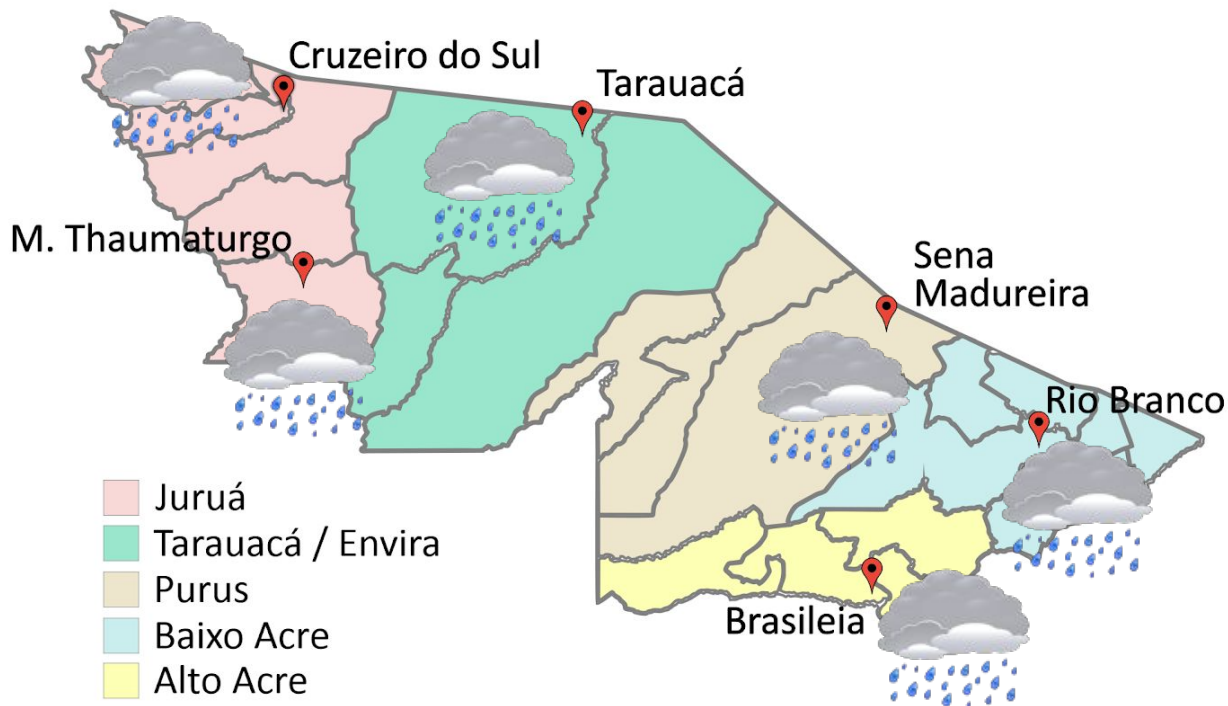 Cruzeiro do Sul
Tarauacá
M. Thaumaturgo
Sena
Madureira
Rio Branco
Brasileia
Juruá
Tarauacá / Envira
Purus
Baixo Acre
Alto Acre